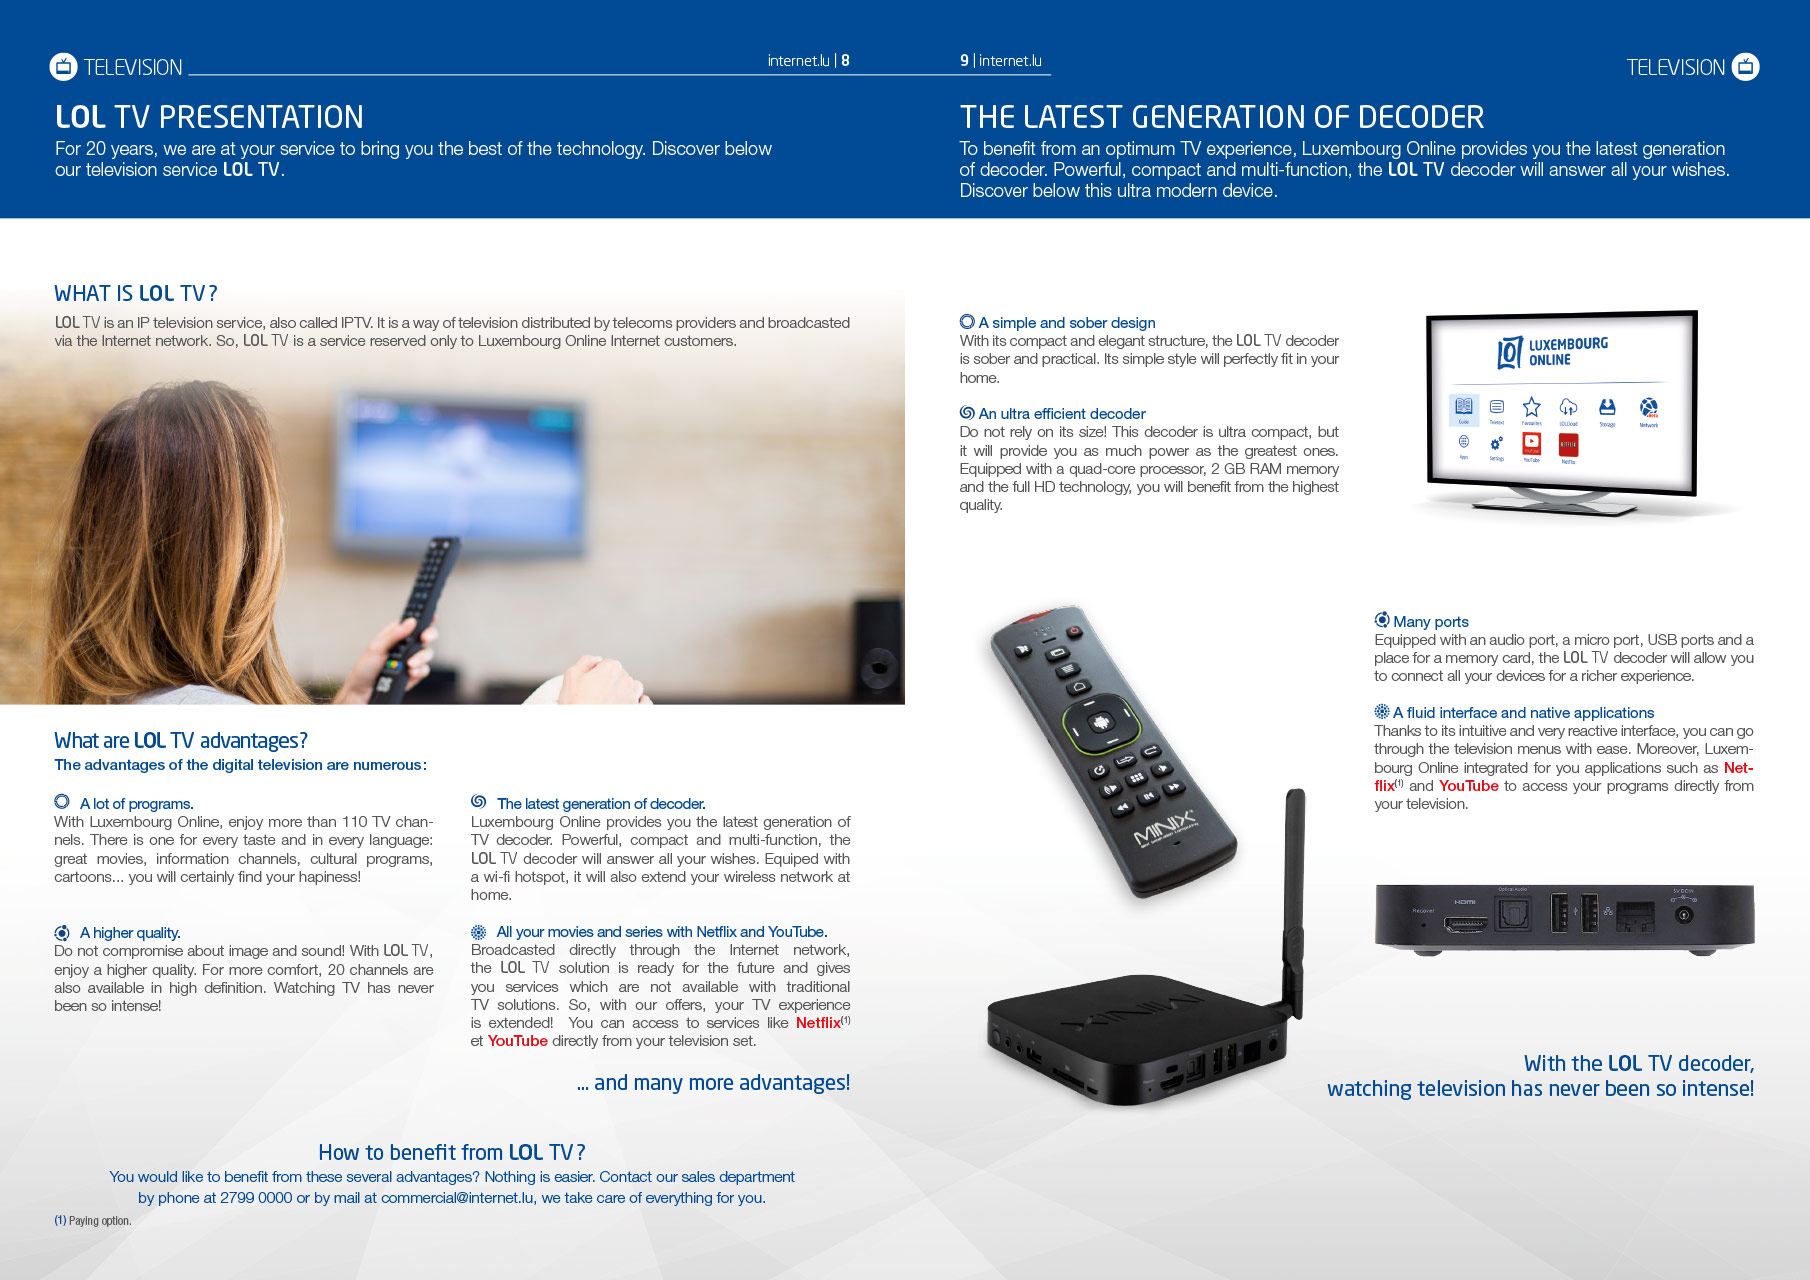 TELEVISION
internet.lu | 8
LOL TV PRESENTATION
For 20 years, we are at your service to bring you the best of the technology. Discover below
our television service LOL TV.
WHAT IS LOL TV?
LOL TV is an IP television service, also called IPTV. It is a way of television distributed by telecoms providers and broadcasted
via the Internet network. So, LOL TV is a service reserved only to Luxembourg Online Internet customers.
What are LOL TV advantages?
The advantages of the digital television are numerous:
A lot of programs.
With Luxembourg Online, enjoy more than 110 TV chan-
nels. There is one for every taste and in every language:
great movies, information channels, cultural programs,
cartoons... you will certainly find your hapiness!
A higher quality.
Do not compromise about image and sound! With LOL TV,
enjoy a higher quality. For more comfort, 20 channels are
also available in high definition. Watching TV has never
been so intense!
The latest generation of decoder.
Luxembourg Online provides you the latest generation of
TV decoder. Powerful, compact and multi-function, the
LOL TV decoder will answer all your wishes. Equiped with
a wi-fi hotspot, it will also extend your wireless network at
home.
All your movies and series with Netflix and YouTube.
Broadcasted directly through the Internet network,
the LOL TV solution is ready for the future and gives
you services which are not available with traditional
TV solutions. So, with our offers, your TV experience
is extended! You can access to services like Netflix(1)
et YouTube directly from your television set.
... and many more advantages!
How to benefit from LOL TV?
You would like to benefit from these several advantages? Nothing is easier. Contact our sales department
by phone at 2799 0000 or by mail at commercial@internet.lu, we take care of everything for you.
(1) Paying option.
9 | internet.lu
TELEVISION
THE LATEST GENERATION OF DECODER
To benefit from an optimum TV experience, Luxembourg Online provides you the latest generation
of decoder. Powerful, compact and multi-function, the LOL TV decoder will answer all your wishes.
Discover below this ultra modern device.
A simple and sober design
With its compact and elegant structure, the LOL TV decoder
is sober and practical. Its simple style will perfectly fit in your
home.
An ultra efficient decoder
Do not rely on its size! This decoder is ultra compact, but
it will provide you as much power as the greatest ones.
Equipped with a quad-core processor, 2 GB RAM memory
and the full HD technology, you will benefit from the highest
quality.
LUXEMBOURG
ONLINE
Guide Teletext Favourites LOLCloud Storage Network
Apps Settings YouTube Netflix
NETFLIX
MINIX
Many ports
Equipped with an audio port, a micro port, USB ports and a
place for a memory card, the LOL TV decoder will allow you
to connect all your devices for a richer experience.
A fluid interface and native applications
Thanks to its intuitive and very reactive interface, you can go
through the television menus with ease. Moreover, Luxem-
bourg Online integrated for you applications such as Net-
flix(1) and YouTube to access your programs directly from
your television.
Recover HDMI Optical Audio 5V DCIN
MINIX
With the LOL TV decoder,
watching television has never been so intense!